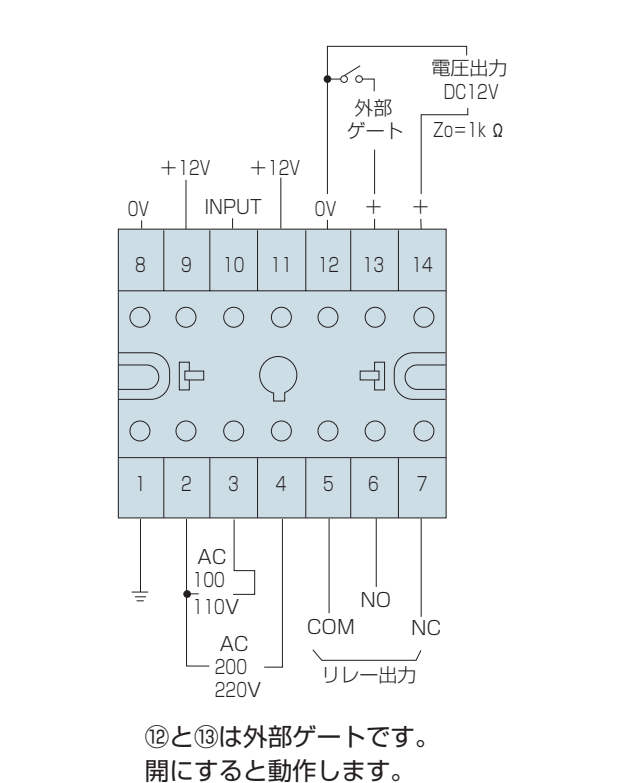 電圧出力
DC12V
Zo=1kΩ
外部
ゲート
+12V +12V
0V INPUT 0V + +
8 9 10 11 12 13 14
1 2 3 4 5 6 7
AC
100
110V
AC
200
220V
COM NO NC
リレー出力
⑫と⑬は外部ゲートです。
開にすると動作します。